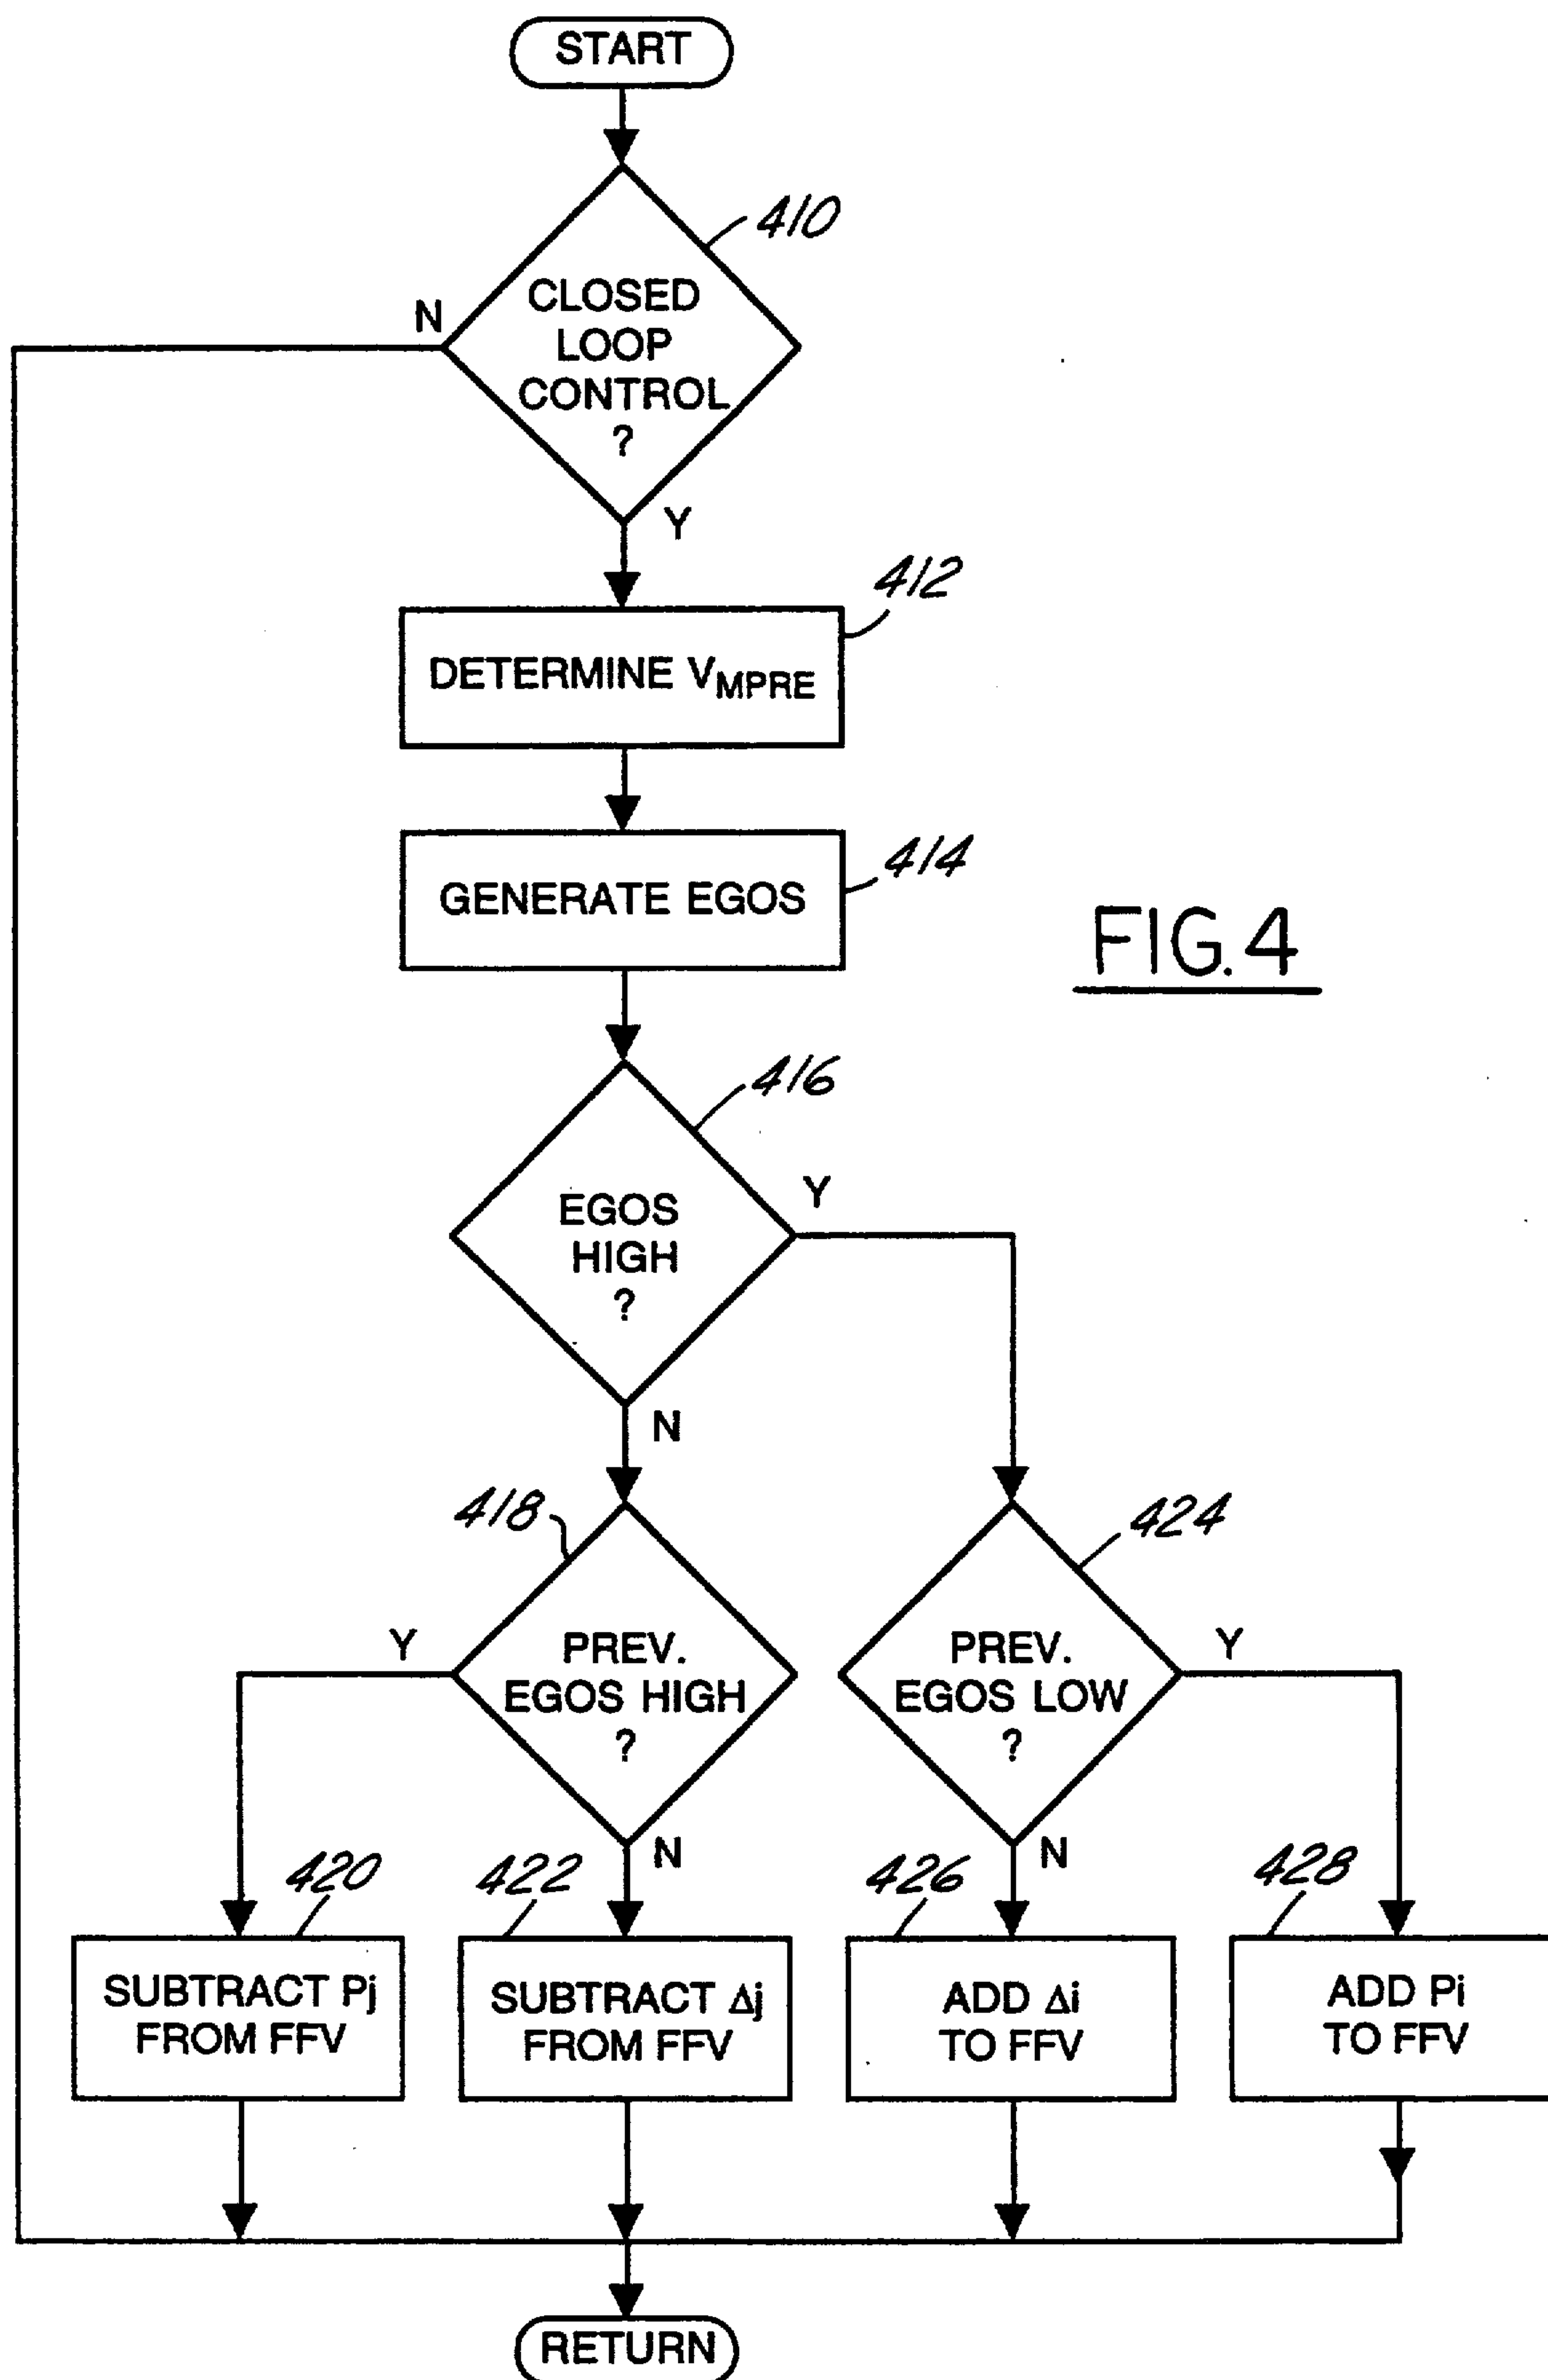 START
410
CLOSED
LOOP
CONTROL
?
N
Y
412
DETERMINE VMPRE
414
GENERATE EGOS
FIG.4
416
EGOS
HIGH
?
Y
N
418
PREV.
EGOS HIGH
?
Y
N
424
PREV.
EGOS LOW
?
Y
N
420
SUBTRACT Pj
FROM FFV
422
SUBTRACT Δj
FROM FFV
426
ADD Δi
TO FFV
428
ADD Pi
TO FFV
RETURN